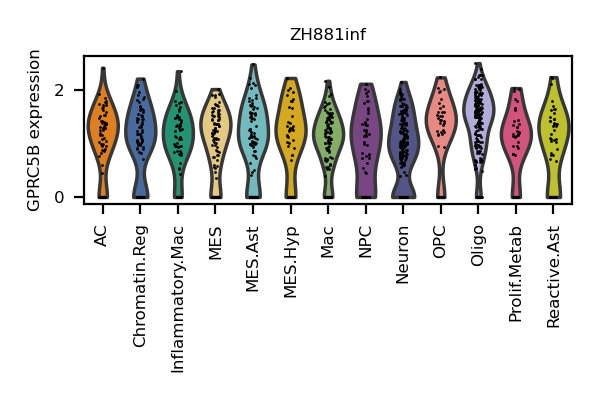 ZH881inf
GPRC5B expression
2
0
AC
Chromatin.Reg
Inflammatory.Mac
MES
MES.Ast
MES.Hyp
Mac
NPC
Neuron
OPC
Oligo
Prolif.Metab
Reactive.Ast